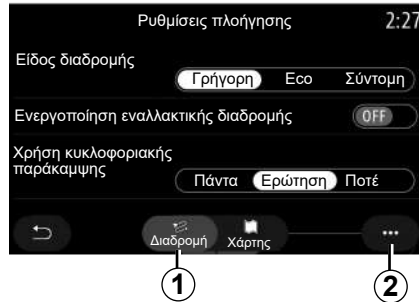 Ρυθμίσεις πλοήγησης 2:27
Είδος διαδρομής
Γρήγορη Eco Σύντομη
Ενεργοποίηση εναλλακτικής διαδρομής OFF
Χρήση κυκλοφοριακής
παράκαμψης
Πάντα Ερώτηση Ποτέ
Διαδρομή Χάρτης
1 2